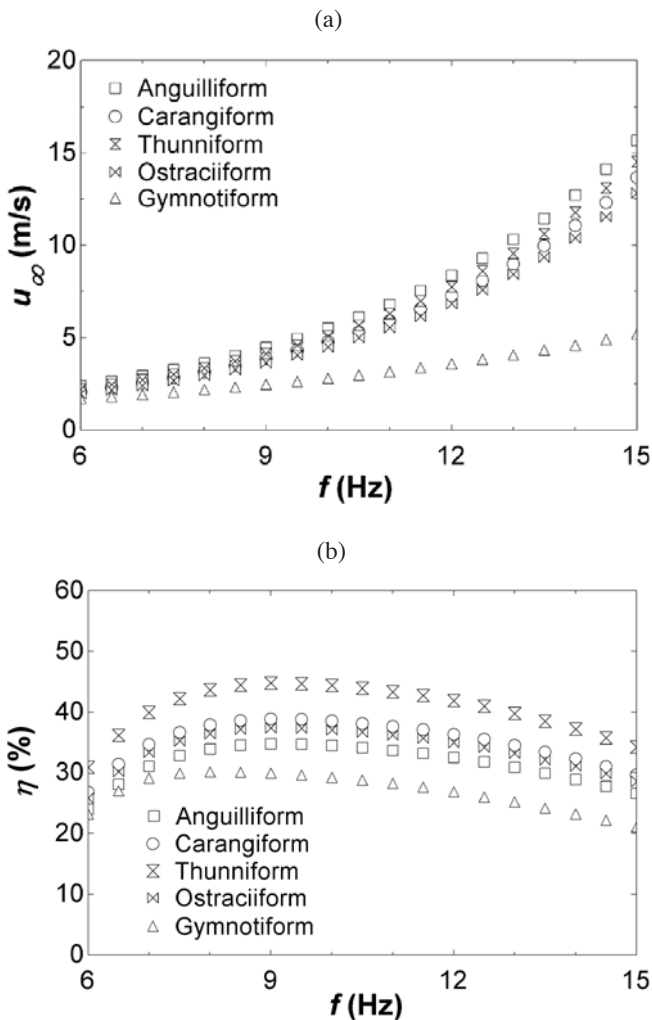 (a)
20
15
10
5
0
u∞ (m/s)
Anguilliform
Carangiform
Thunniform
Ostraciiform
Gymnotiform
6 9 12 15
f (Hz)
(b)
60
50
40
30
20
10
0
η (%)
Anguilliform
Carangiform
Thunniform
Ostraciiform
Gymnotiform
6 9 12 15
f (Hz)